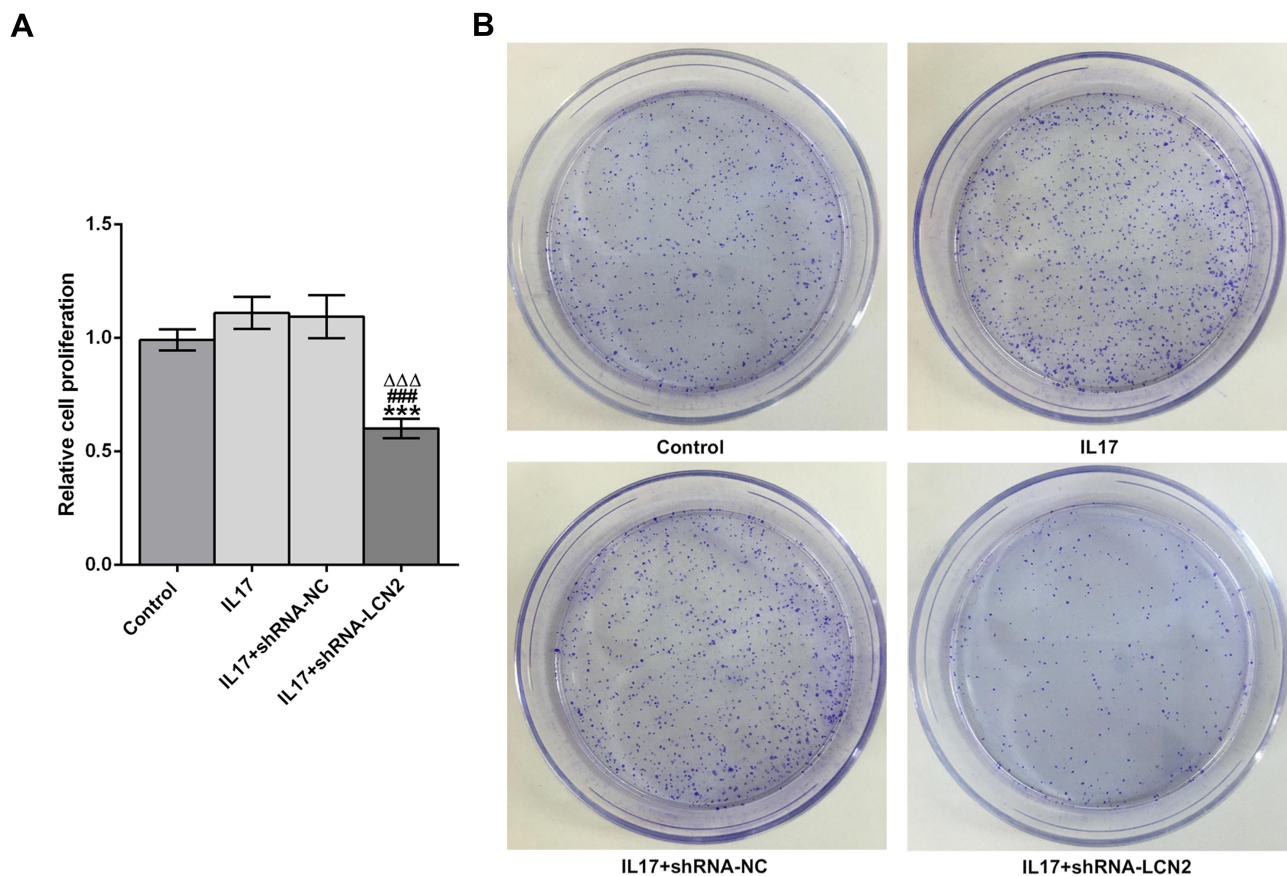 A
B
1.5
1.0
0.5
0.0
Relative cell proliferation
ΔΔΔ
###
***
Control
IL17
IL17+shRNA-NC
IL17+shRNA-LCN2
Control
IL17
IL17+shRNA-NC
IL17+shRNA-LCN2